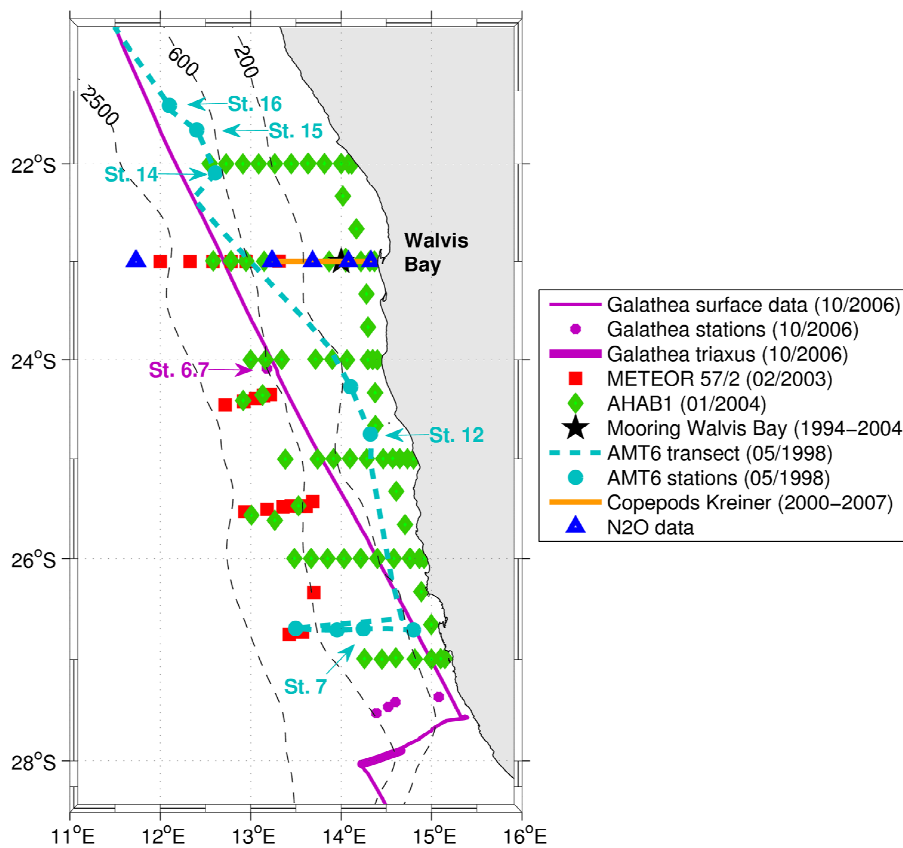 2500
600
200
St. 16
St. 15
St. 14
22°S
Walvis
Bay
24°S
St. 6.7
St. 12
26°S
St. 7
28°S
11°E
12°E
13°E
14°E
15°E
16°E
Galathea surface data (10/2006)
Galathea stations (10/2006)
Galathea triaxus (10/2006)
METEOR 57/2 (02/2003)
AHAB1 (01/2004)
Mooring Walvis Bay (1994−2004
AMT6 transect (05/1998)
AMT6 stations (05/1998)
Copepods Kreiner (2000−2007)
N2O data